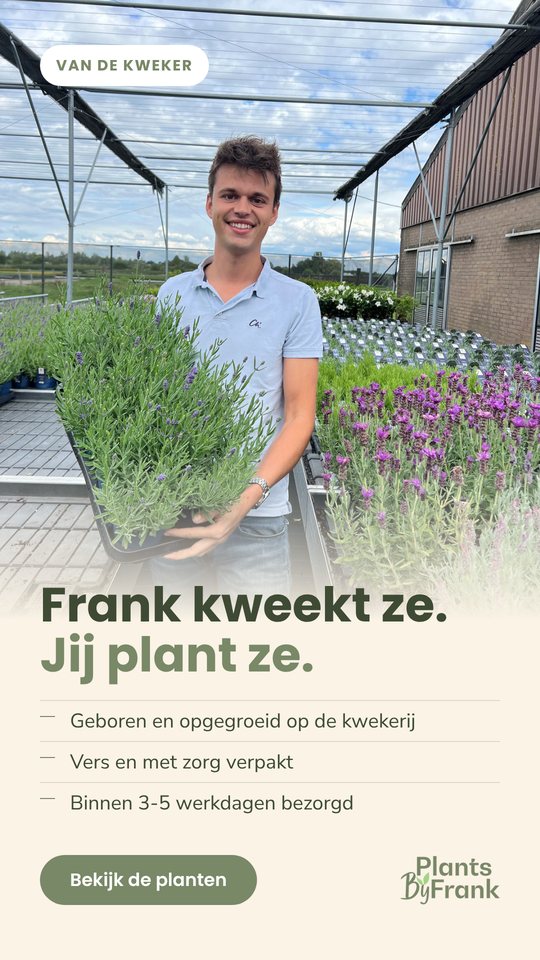 VAN DE KWEKER
Frank kweekt ze.
Jij plant ze.
Geboren en opgegroeid op de kwekerij
Vers en met zorg verpakt
Binnen 3-5 werkdagen bezorgd
Bekijk de planten
Plants
ByFrank